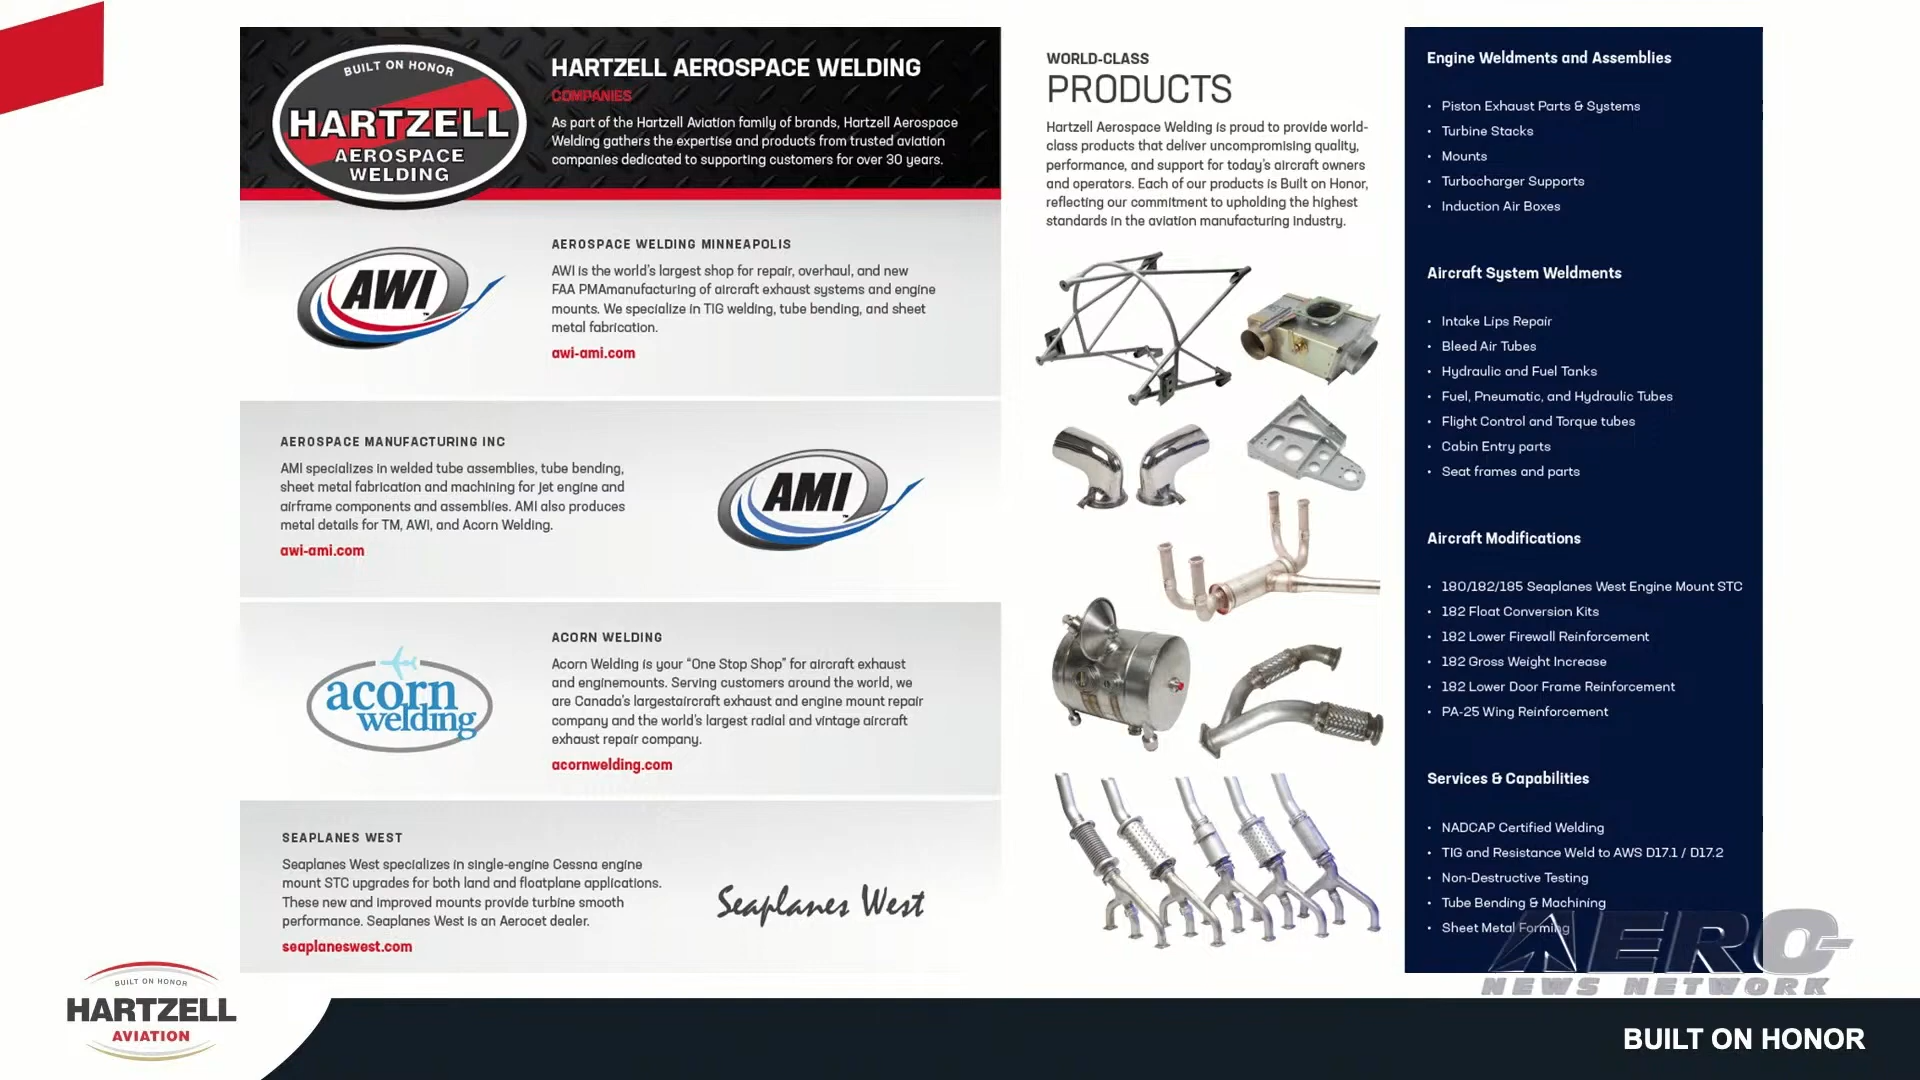 BUILT ON HONOR
HARTZELL
AEROSPACE
WELDING
HARTZELL AEROSPACE WELDING
COMPANIES
As part of the Hartzell Aviation family of brands, Hartzell Aerospace
Welding gathers the expertise and products from trusted aviation
companies dedicated to supporting customers for over 30 years.
AWI
™
AEROSPACE WELDING MINNEAPOLIS
AWI is the world's largest shop for repair, overhaul, and new
FAA PMAmanufacturing of aircraft exhaust systems and engine
mounts. We specialize in TIG welding, tube bending, and sheet
metal fabrication.
awi-ami.com
AEROSPACE MANUFACTURING INC
AMI specializes in welded tube assemblies, tube bending,
sheet metal fabrication and machining for jet engine and
airframe components and assemblies. AMI also produces
metal details for TM, AWI, and Acorn Welding.
awi-ami.com
AMI
™
acorn
welding
ACORN WELDING
Acorn Welding is your “One Stop Shop” for aircraft exhaust
and enginemounts. Serving customers around the world, we
are Canada's largestaircraft exhaust and engine mount repair
company and the world's largest radial and vintage aircraft
exhaust repair company.
acornwelding.com
SEAPLANES WEST
Seaplanes West specializes in single-engine Cessna engine
mount STC upgrades for both land and floatplane applications.
These new and improved mounts provide turbine smooth
performance. Seaplanes West is an Aerocet dealer.
seaplaneswest.com
Seaplanes West
WORLD-CLASS
PRODUCTS
Hartzell Aerospace Welding is proud to provide world-
class products that deliver uncompromising quality,
performance, and support for today's aircraft owners
and operators. Each of our products is Built on Honor,
reflecting our commitment to upholding the highest
standards in the aviation manufacturing industry.
Engine Weldments and Assemblies
• Piston Exhaust Parts & Systems
• Turbine Stacks
• Mounts
• Turbocharger Supports
• Induction Air Boxes
Aircraft System Weldments
• Intake Lips Repair
• Bleed Air Tubes
• Hydraulic and Fuel Tanks
• Fuel, Pneumatic, and Hydraulic Tubes
• Flight Control and Torque tubes
• Cabin Entry parts
• Seat frames and parts
Aircraft Modifications
• 180/182/185 Seaplanes West Engine Mount STC
• 182 Float Conversion Kits
• 182 Lower Firewall Reinforcement
• 182 Gross Weight Increase
• 182 Lower Door Frame Reinforcement
• PA-25 Wing Reinforcement
Services & Capabilities
• NADCAP Certified Welding
• TIG and Resistance Weld to AWS D17.1 / D17.2
• Non-Destructive Testing
• Tube Bending & Machining
• Sheet Metal Forming
AERO-
NEWS NETWORK
BUILT ON HONOR
HARTZELL
AVIATION
BUILT ON HONOR